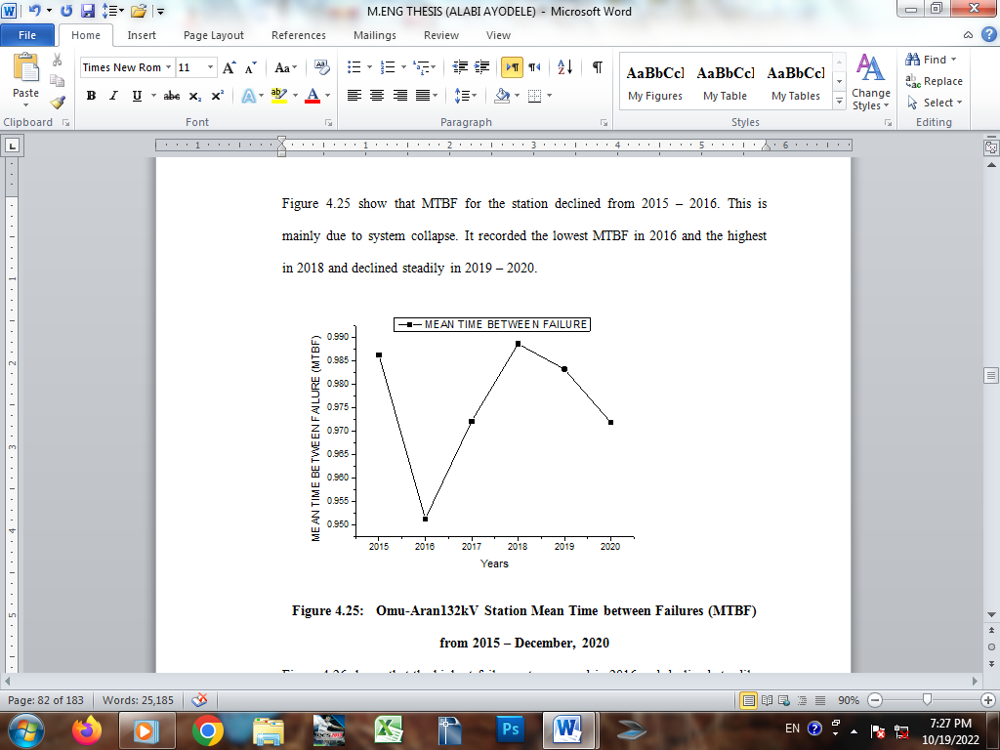 M.ENG THESIS (ALABI AYODELE) - Microsoft Word
File Home Insert Page Layout References Mailings Review View
Times New Rom 11
Paste
AaBbCcI AaBbCcI AaBbCcI
My Figures My Table My Tables
Change Styles
Find
Replace
Select
Clipboard Font Paragraph Styles Editing
Figure 4.25 show that MTBF for the station declined from 2015 – 2016. This is
mainly due to system collapse. It recorded the lowest MTBF in 2016 and the highest
in 2018 and declined steadily in 2019 – 2020.
MEAN TIME BETWEEN FAILURE
MEAN TIME BETWEEN FAILURE (MTBF)
0.990
0.985
0.980
0.975
0.970
0.965
0.960
0.955
0.950
2015 2016 2017 2018 2019 2020
Years
Figure 4.25: Omu-Aran132kV Station Mean Time between Failures (MTBF)
from 2015 – December, 2020
Page: 82 of 183 Words: 25,185 90%
EN 7:27 PM
10/19/2022